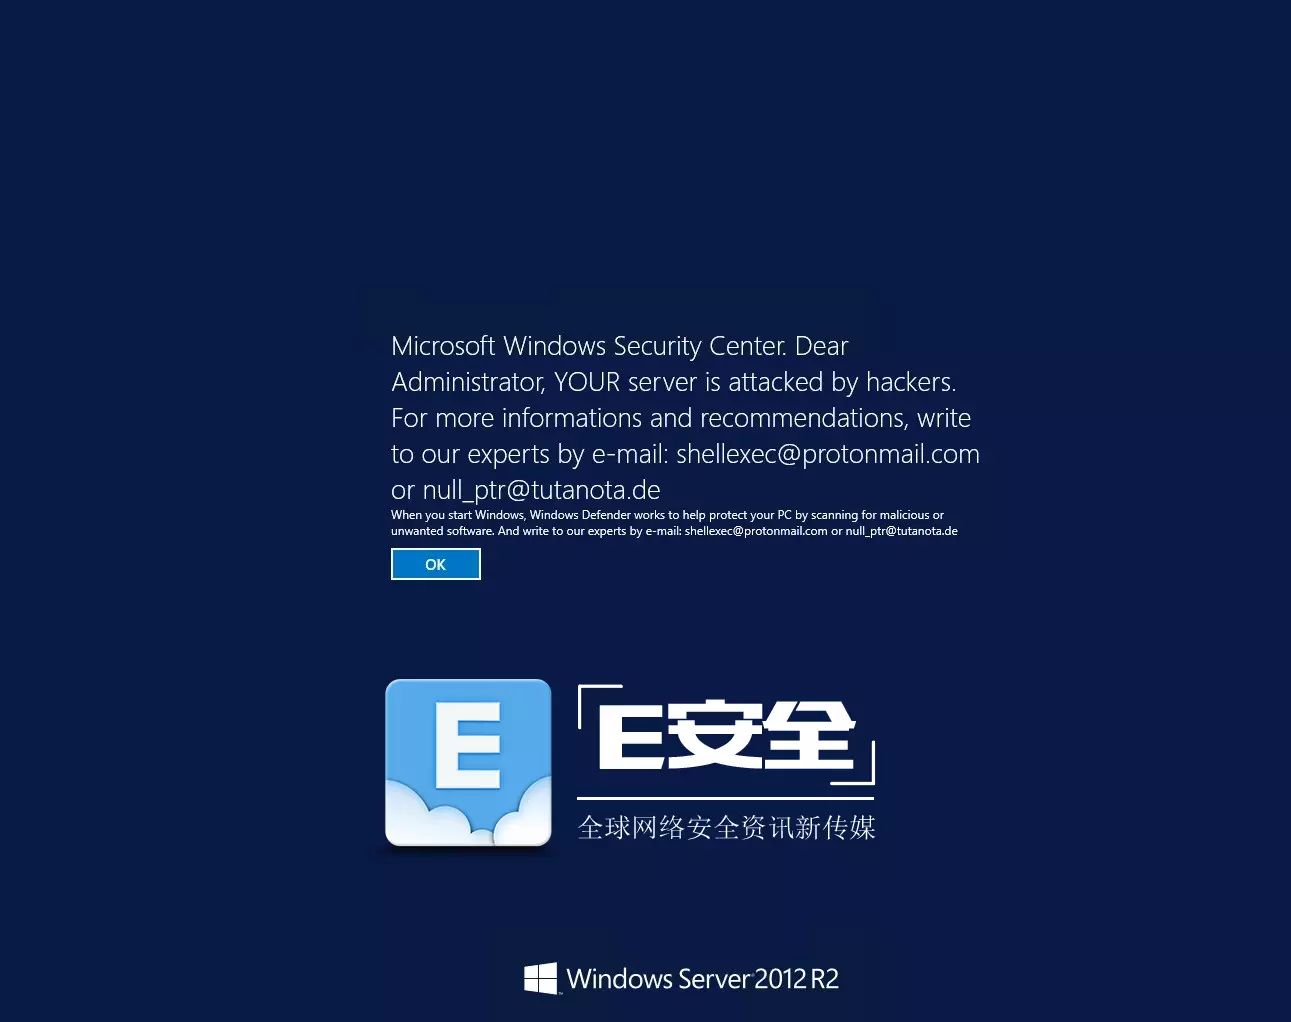 Microsoft Windows Security Center. Dear
Administrator, YOUR server is attacked by hackers.
For more informations and recommendations, write
to our experts by e-mail: shellexec@protonmail.com
or null_ptr@tutanota.de
When you start Windows, Windows Defender works to help protect your PC by scanning for malicious or
unwanted software. And write to our experts by e-mail: shellexec@protonmail.com or null_ptr@tutanota.de
OK
E
E安全
全球网络安全资讯新传媒
Windows Server 2012 R2